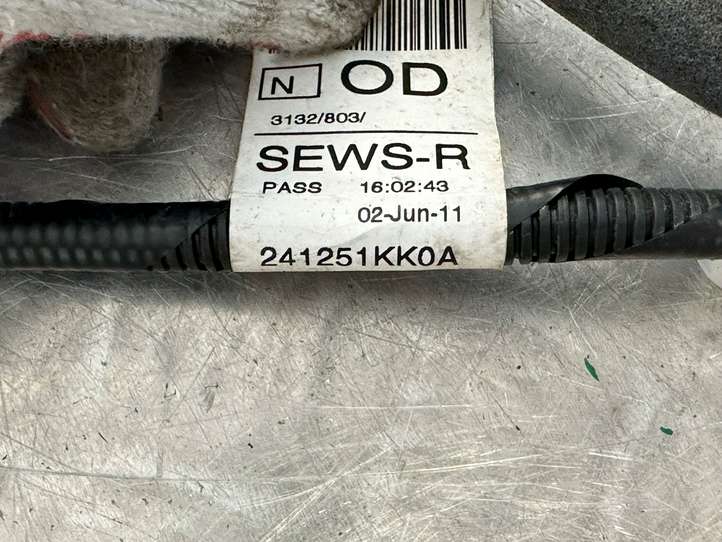 N OD
3132/803/
SEWS-R
PASS 16:02:43
02-Jun-11
241251KK0A